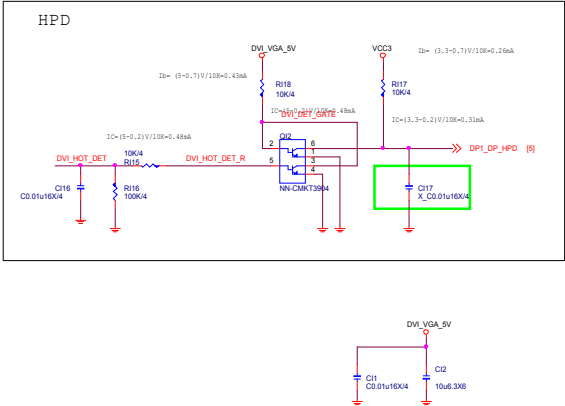 HPD
DVI_VGA_5V
VCC3
Ib= (3.3-0.7)V/10K=0.26mA
Ib= (5-0.7)V/10K=0.43mA
RI18
10K/4
RI17
10K/4
IC=(5-0.2)V/10K=0.48mA
DVI_DET_GATE
IC=(3.3-0.2)V/10K=0.31mA
IC=(5-0.2)V/10K=0.48mA
QI2
2
6
1
DP1_DP_HPD [5]
10K/4
RI15
DVI_HOT_DET
DVI_HOT_DET_R
5
3
4
NN-CMKT3904
CI16
C0.01u16X/4
RI16
100K/4
CI17
X_C0.01u16X/4
DVI_VGA_5V
CI1
C0.01u16X/4
CI2
10u6.3X6